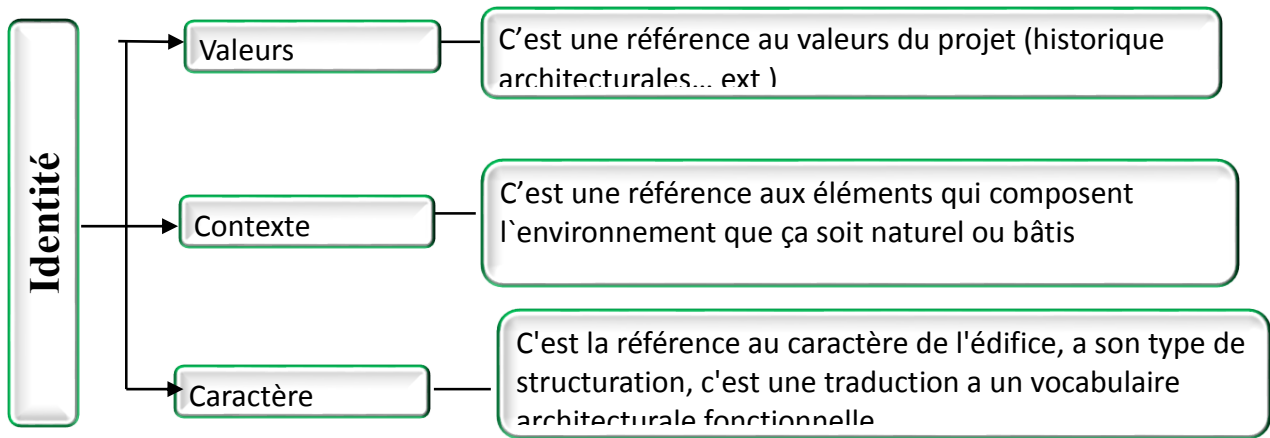 Identité
Valeurs
C’est une référence au valeurs du projet (historique
architecturales... ext )
Contexte
C’est une référence aux éléments qui composent
l`environnement que ça soit naturel ou bâtis
Caractère
C'est la référence au caractère de l'édifice, a son type de
structuration, c'est une traduction a un vocabulaire
architecturale fonctionnelle